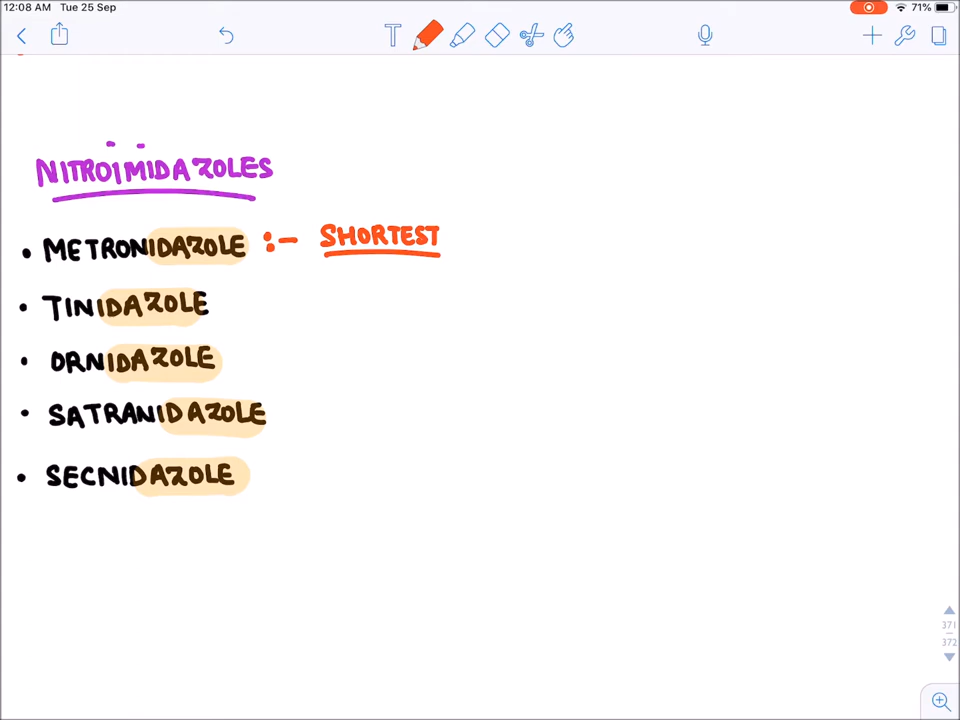 12:08 AM Tue 25 Sep 71%
T
NITROIMIDAZOLES
• METRONIDAZOLE :- SHORTEST
• TINIDAZOLE
• ORNIDAZOLE
• SATRANIDAZOLE
• SECNIDAZOLE
371
372